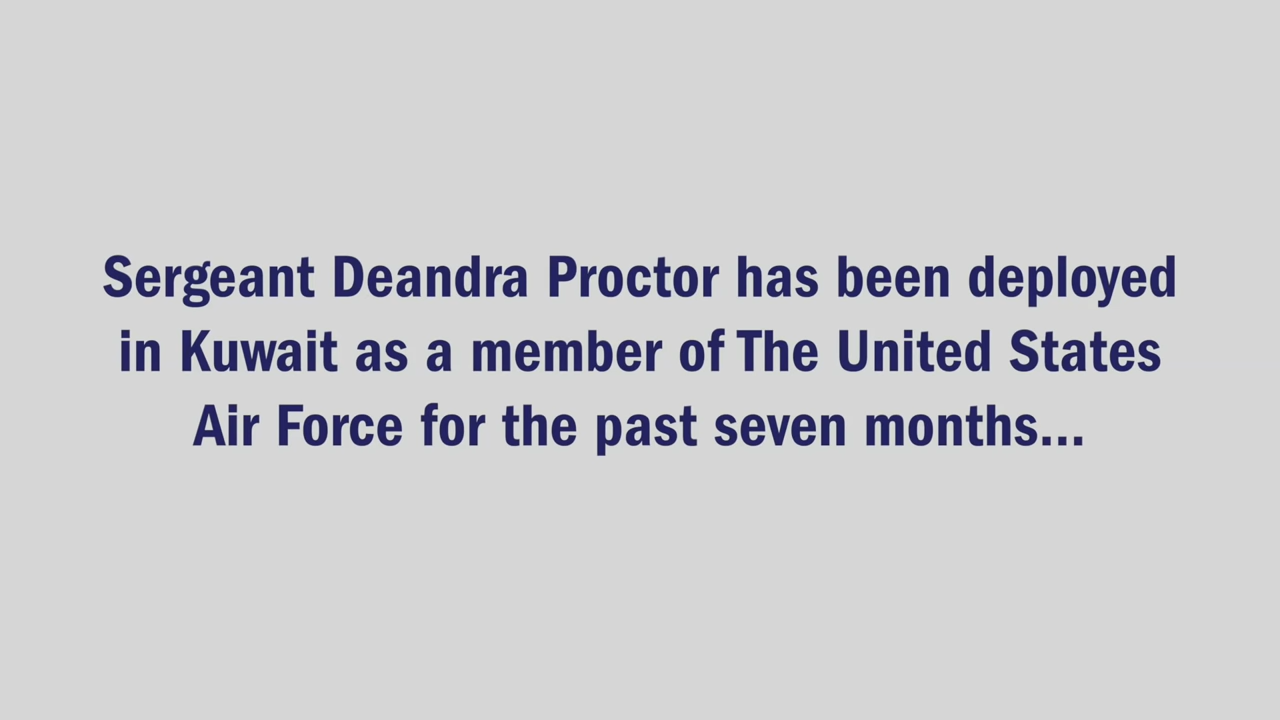 Sergeant Deandra Proctor has been deployed
in Kuwait as a member of The United States
Air Force for the past seven months...